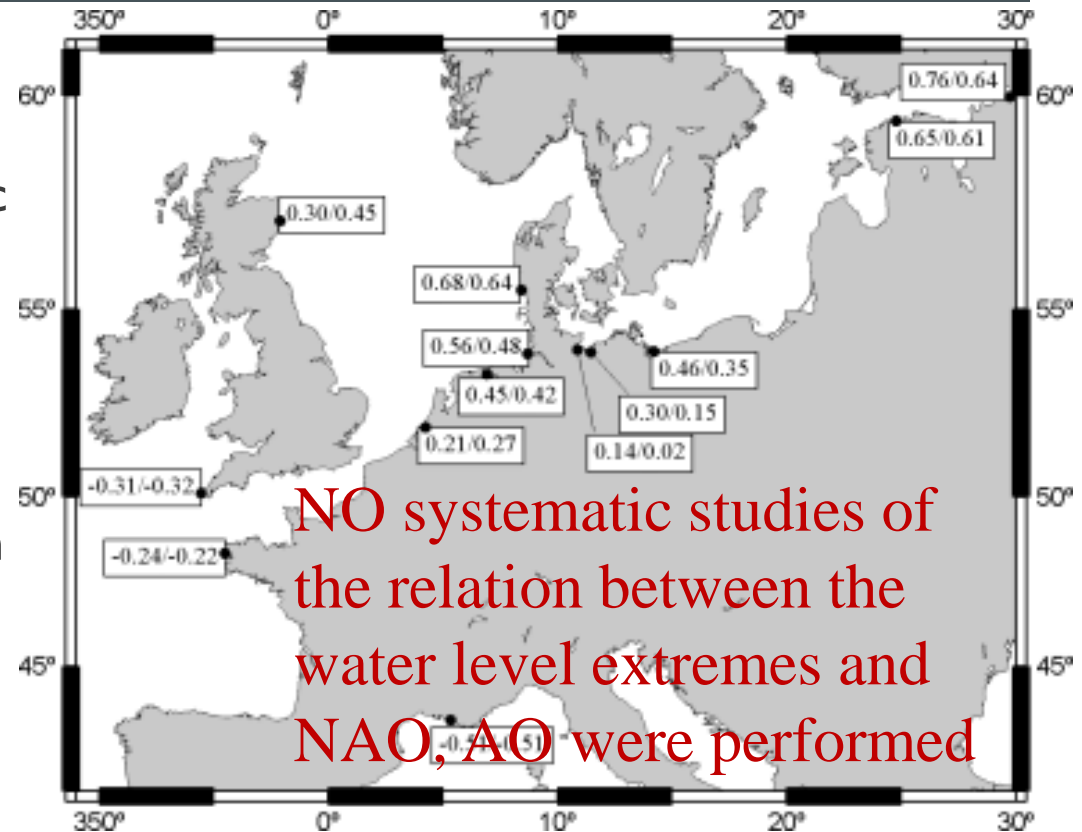 350° 0° 10° 20° 30°
60° 60°
0.76/0.64
0.65/0.61
c
0.30/0.45
0.68/0.64
55° 55°
0.56/0.48
0.46/0.35
0.45/0.42
0.30/0.15
0.21/0.27
0.14/0.02
-0.31/-0.32
50° 50°
NO systematic studies of
-0.24/-0.22
the relation between the
water level extremes and
45° 45°
NAO, AO were performed
350° 0° 10° 20° 30°